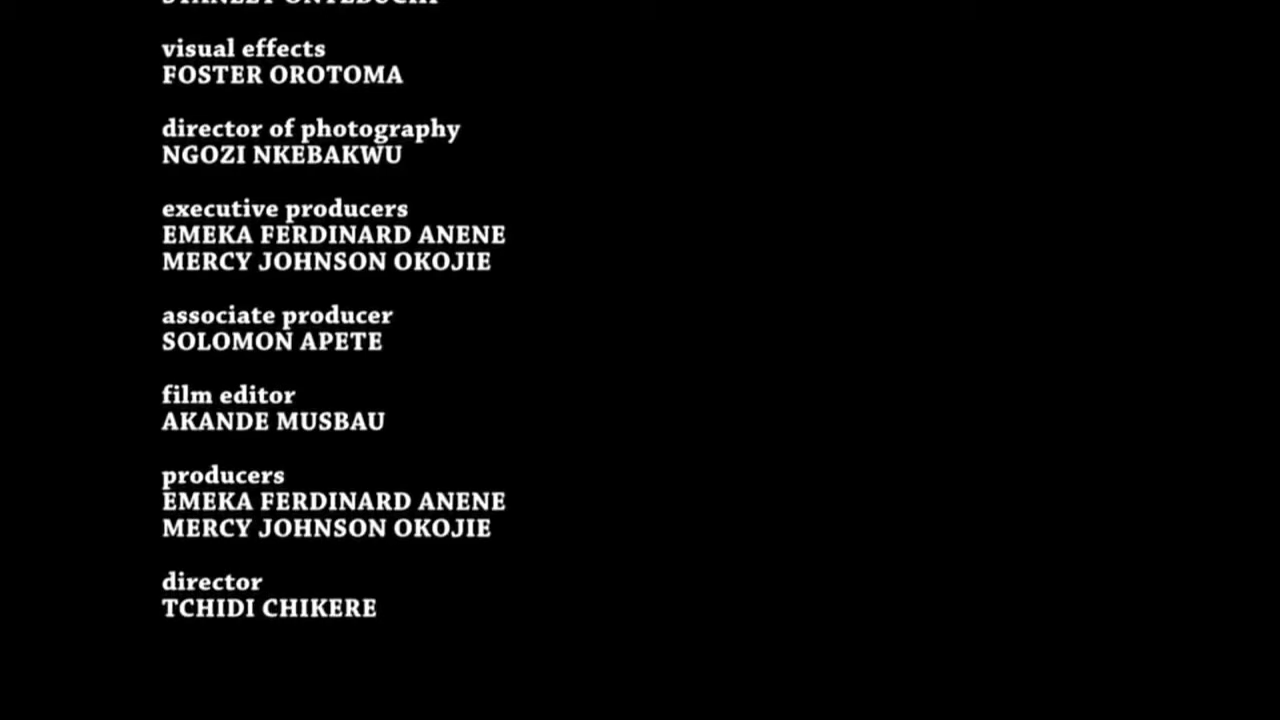 visual effects
FOSTER OROTOMA
director of photography
NGOZI NKEBAKWU
executive producers
EMEKA FERDINARD ANENE
MERCY JOHNSON OKOJIE
associate producer
SOLOMON APETE
film editor
AKANDE MUSBAU
producers
EMEKA FERDINARD ANENE
MERCY JOHNSON OKOJIE
director
TCHIDI CHIKERE